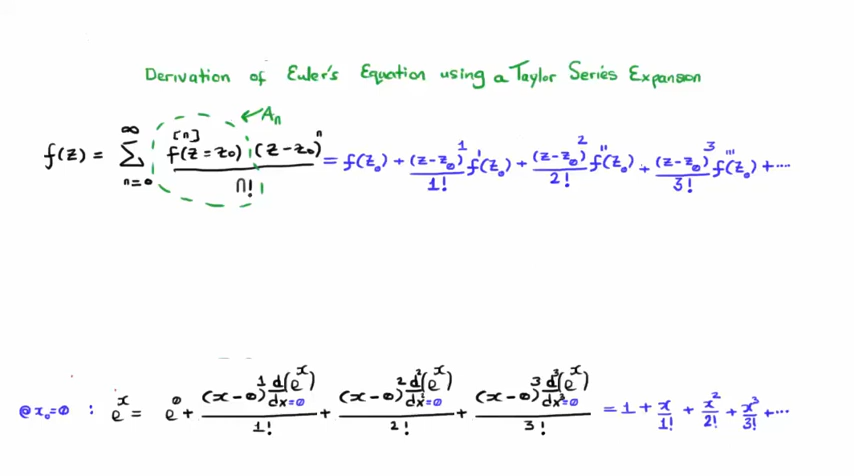 Derivation of Euler's Equation using a Taylor Series Expansion
f(z) = ∞ Σ n=0 f^[n](z=z₀) (z-z₀)^n / n! ← Aₙ = f(z₀) + (z-z₀)^1/1! f'(z₀) + (z-z₀)^2/2! f''(z₀) + (z-z₀)^3/3! f'''(z₀) + ....
@ x₀=0 : e^x = e^0 + (x-0)^1 d/dx=0 (e^x) / 1! + (x-0)^2 d²/dx²=0 (e^x) / 2! + (x-0)^3 d³/dx³=0 (e^x) / 3! = 1 + x/1! + x²/2! + x³/3! + ...